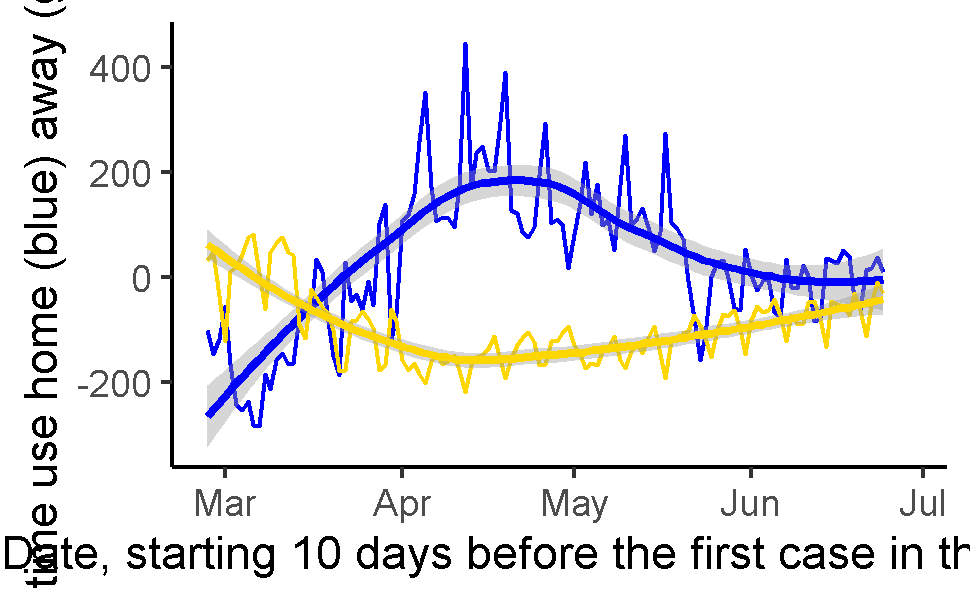 time use home (blue) away (
400
200
0
-200
Mar Apr May Jun Jul
Date, starting 10 days before the first case in th